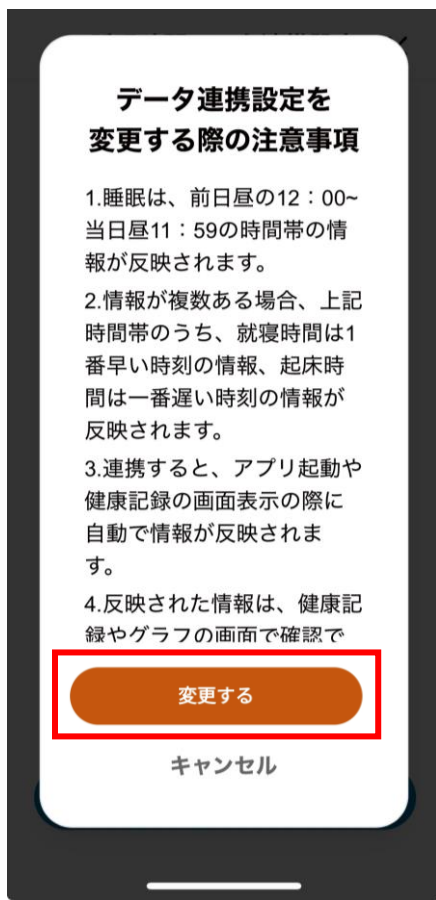 データ連携設定を
変更する際の注意事項
1.睡眠は、前日昼の12：00~
当日昼11：59の時間帯の情
報が反映されます。
2.情報が複数ある場合、上記
時間帯のうち、就寝時間は1
番早い時刻の情報、起床時
間は一番遅い時刻の情報が
反映されます。
3.連携すると、アプリ起動や
健康記録の画面表示の際に
自動で情報が反映されま
す。
4.反映された情報は、健康記
録やグラフの画面で確認で
変更する
キャンセル